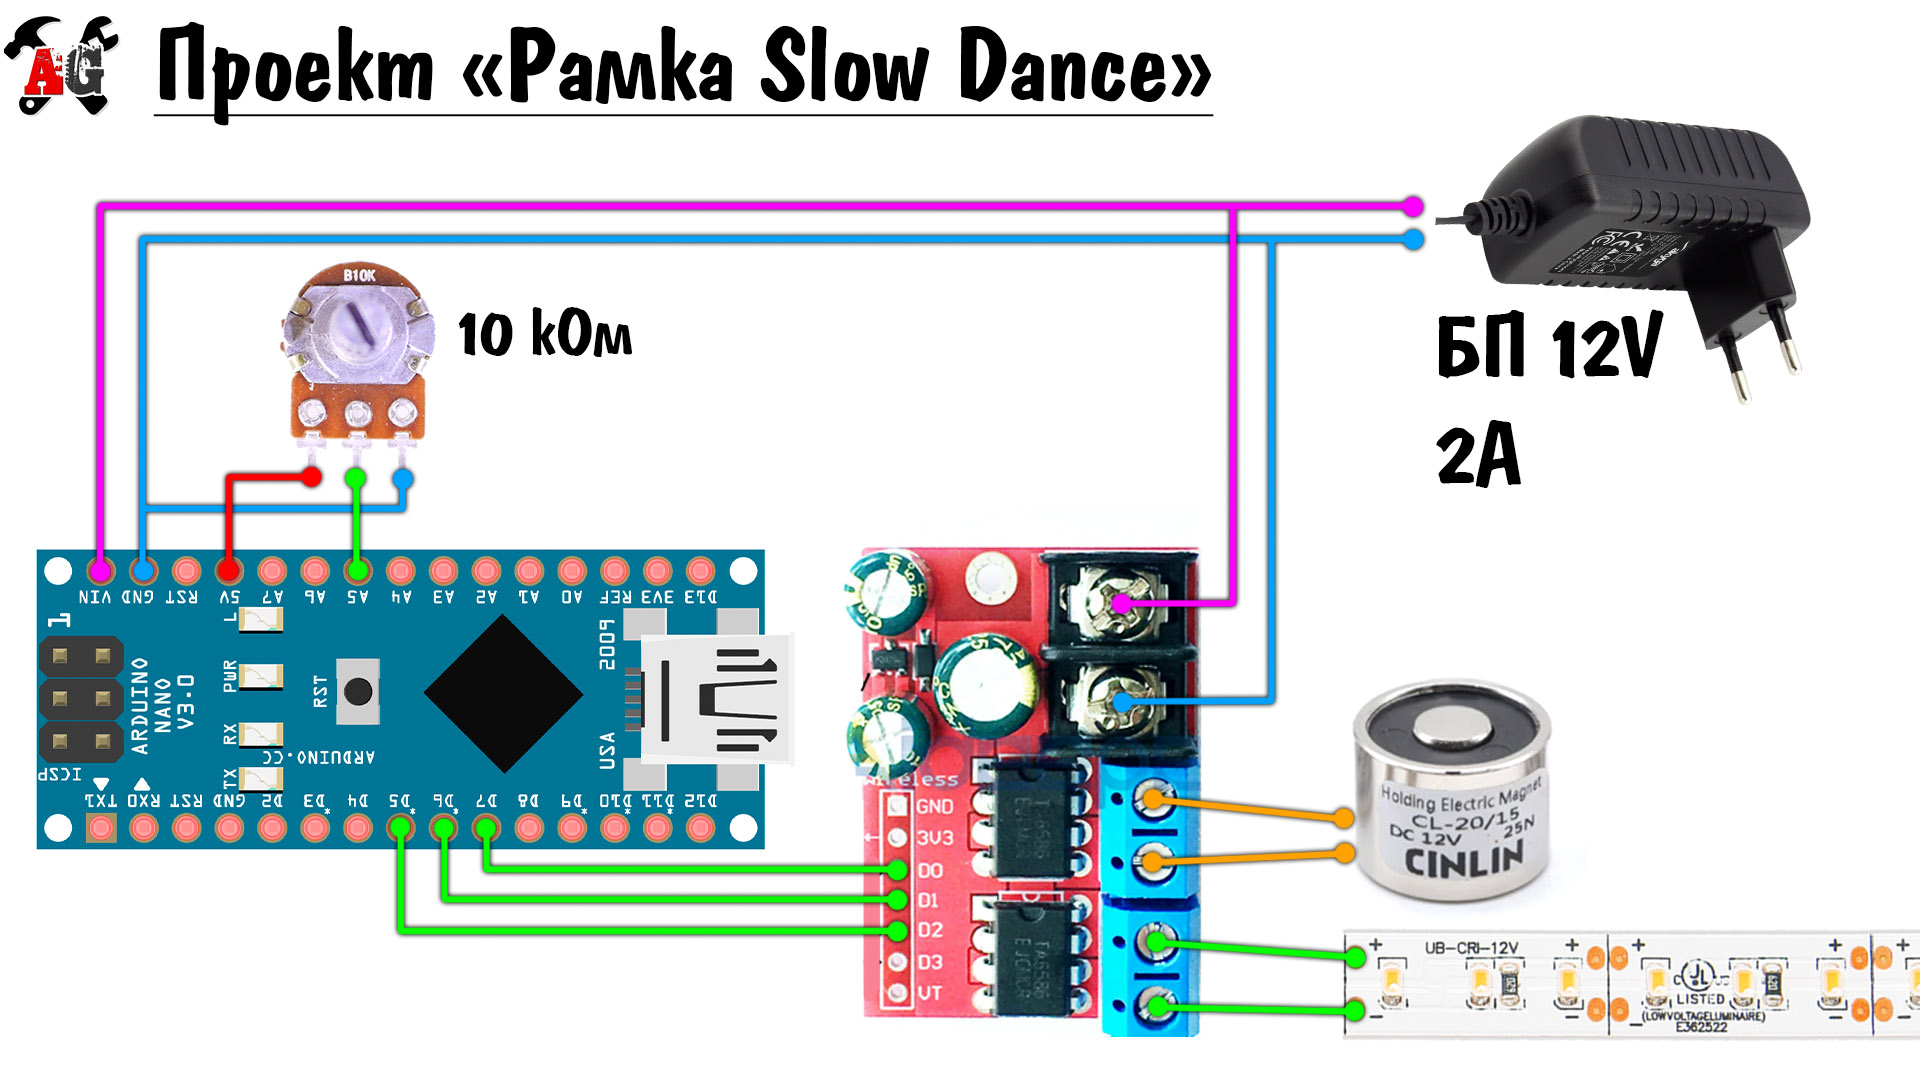 AG
Проект «Рамка Slow Dance»
B10K
10 kОм
БП 12V
2A
VIN GND RST 5V A7 A6 A5 A4 A3 A2 A1 A0 REF 3V3 D13
1
L
PWR
RX
TX
RST
ARDUINO
NANO
V3.0
ARDUINO.CC
ICSP
2009
USA
TX1 RX0 RST GND D2 D3* D4 D5* D6* D7 D8 D9* D10* D11* D12
Wireless
GND
3V3
D0
D1
D2
D3
VT
Holding Electric Magnet
CL-20/15
DC 12V 25N
CINLIN
+ UB-CRI-12V + + + +
620 620
UL
LISTED
(LOWVOLTAGELUMINAIRE)
E362522